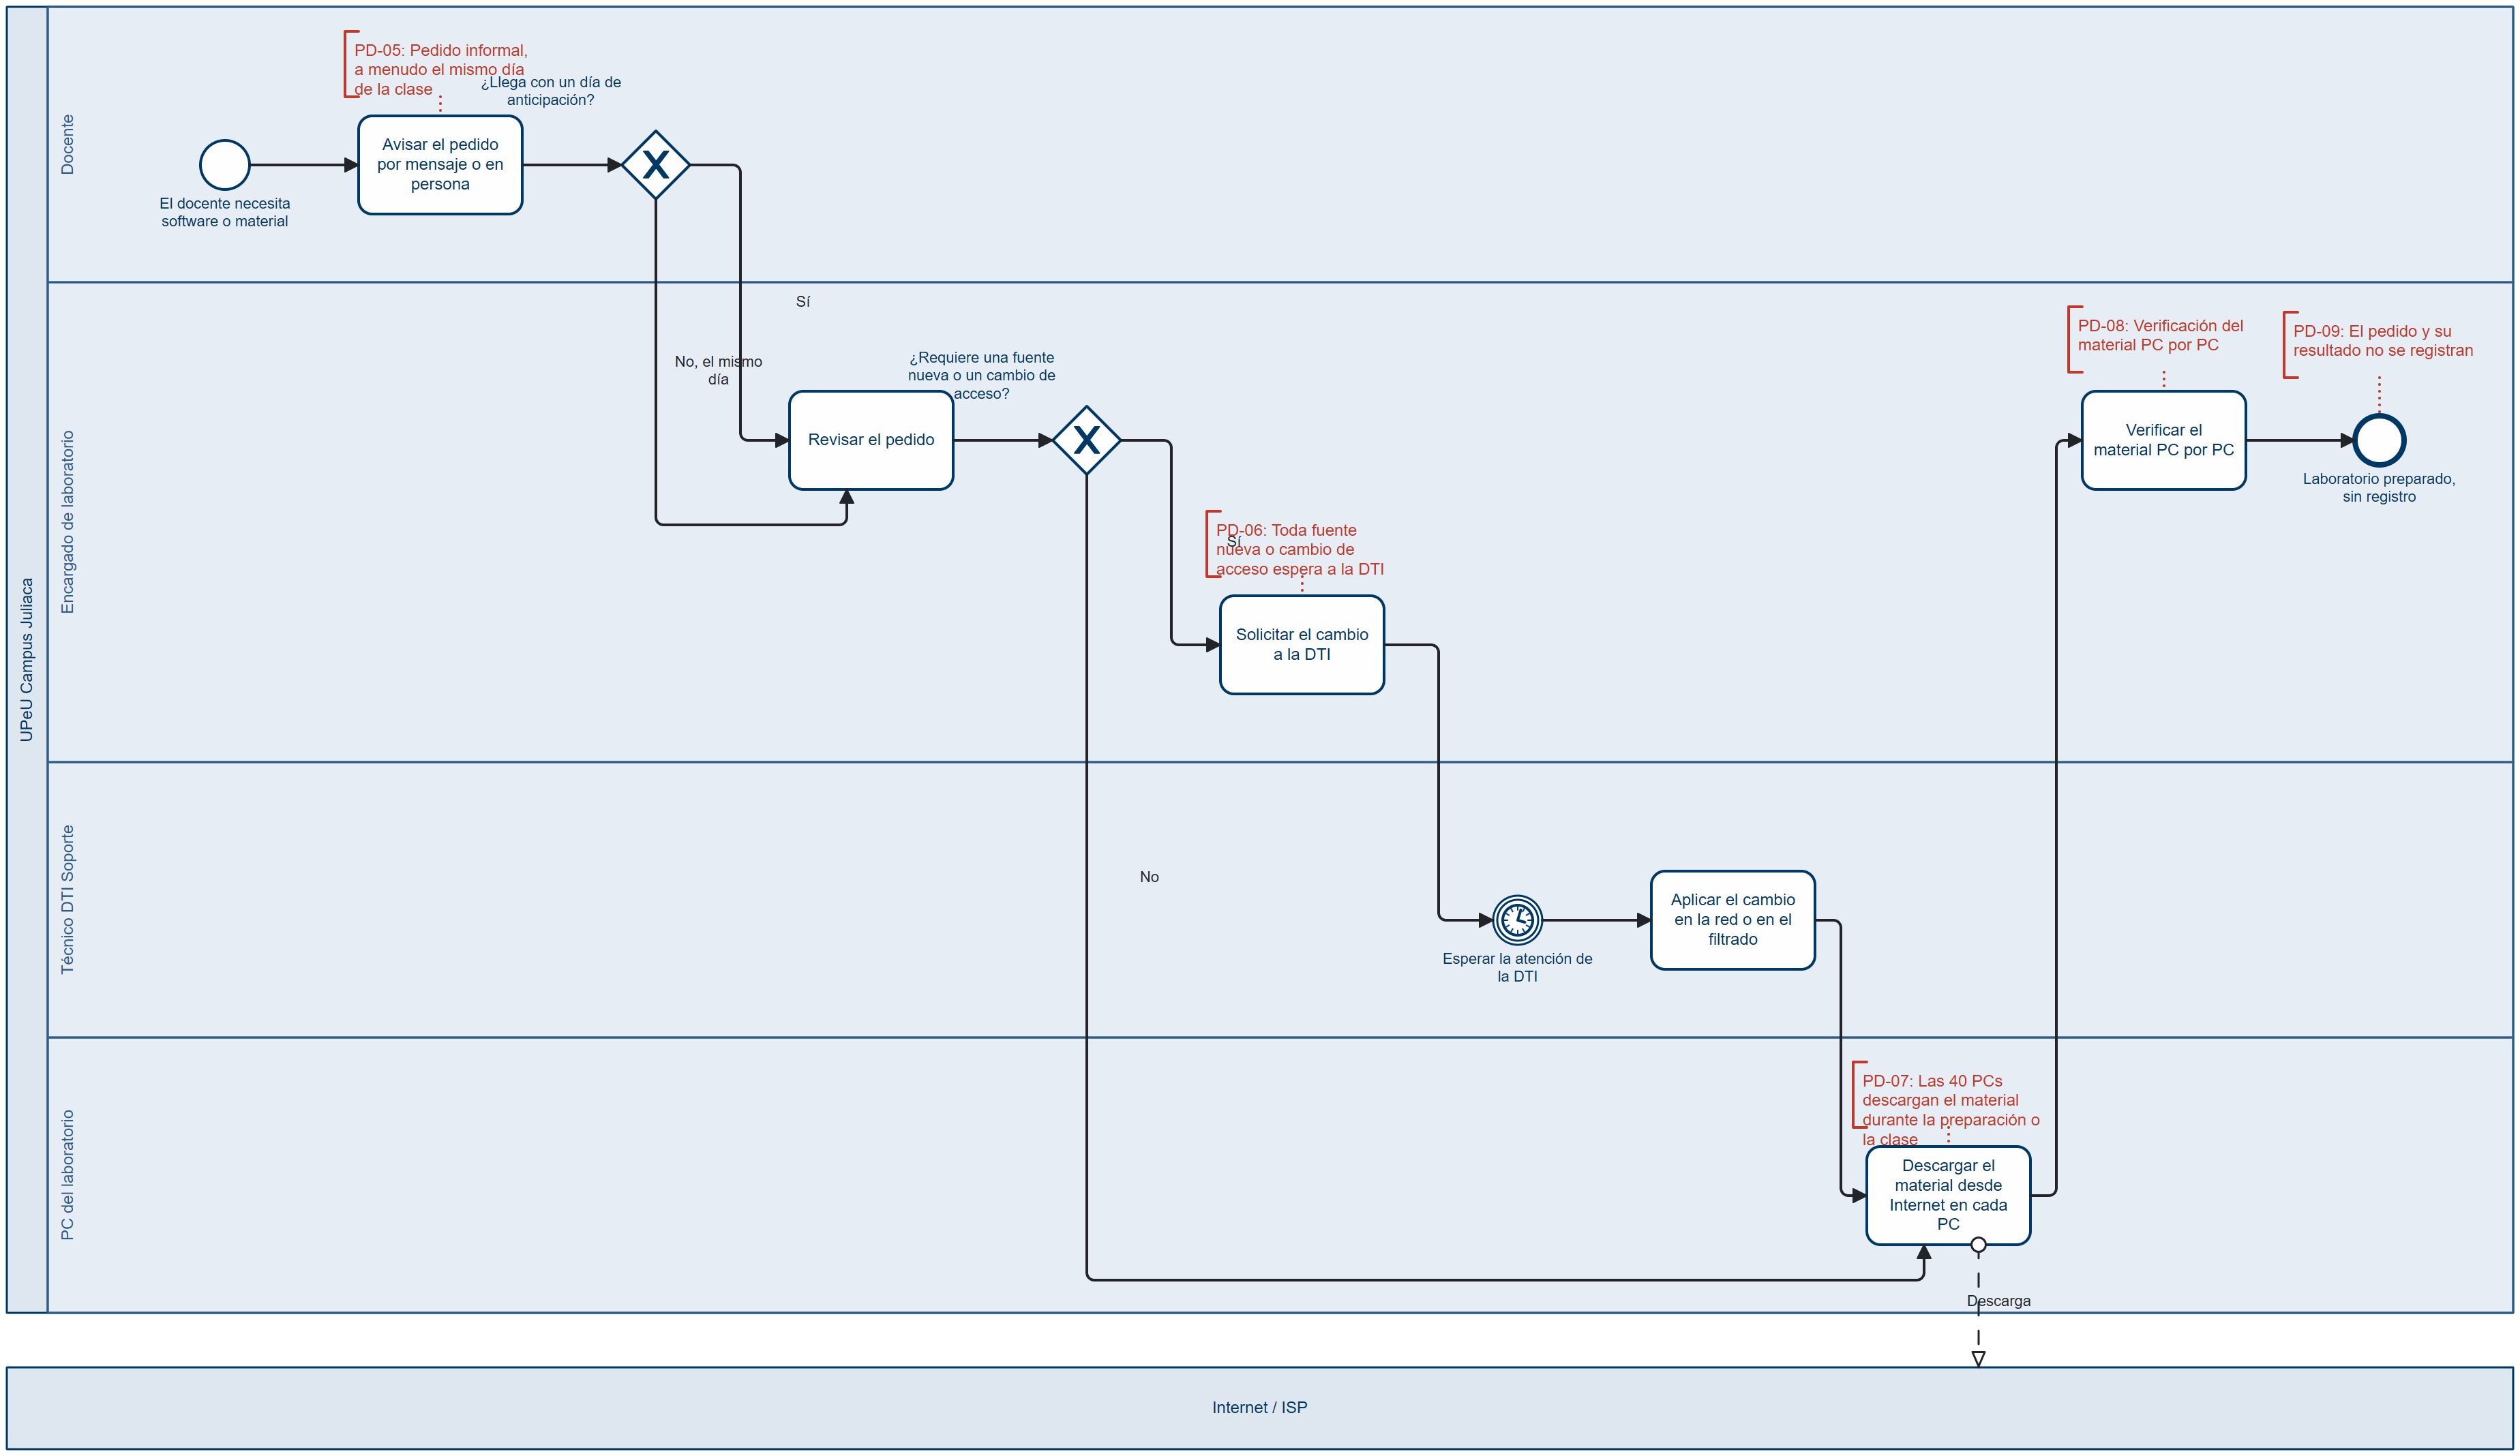 UPeU Campus Juliaca
Docente
PD-05: Pedido informal,
a menudo el mismo día
de la clase
¿Llega con un día de
anticipación?
Avisar el pedido
por mensaje o en
persona
X
El docente necesita
software o material
Encargado de laboratorio
Sí
No, el mismo
día
¿Requiere una fuente
nueva o un cambio de
acceso?
Revisar el pedido
X
PD-06: Toda fuente
nueva o cambio de
acceso espera a la DTI
Sí
Solicitar el cambio
a la DTI
PD-08: Verificación del
material PC por PC
Verificar el
material PC por PC
PD-09: El pedido y su
resultado no se registran
Laboratorio preparado,
sin registro
Técnico DTI Soporte
No
Esperar la atención de
la DTI
Aplicar el cambio
en la red o en el
filtrado
PC del laboratorio
PD-07: Las 40 PCs
descargan el material
durante la preparación o
la clase
Descargar el
material desde
Internet en cada
PC
Descarga
Internet / ISP